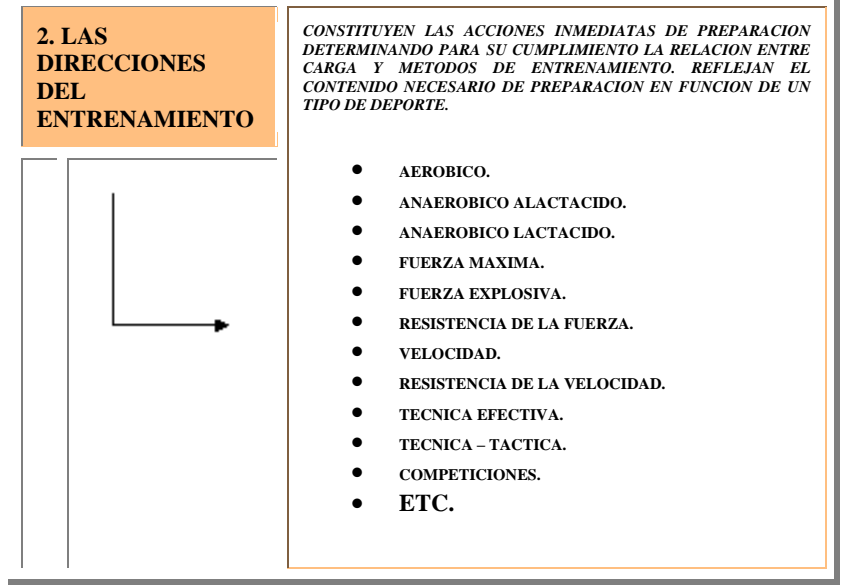 2. LAS
DIRECCIONES
DEL
ENTRENAMIENTO
CONSTITUYEN LAS ACCIONES INMEDIATAS DE PREPARACION
DETERMINANDO PARA SU CUMPLIMIENTO LA RELACION ENTRE
CARGA Y METODOS DE ENTRENAMIENTO. REFLEJAN EL
CONTENIDO NECESARIO DE PREPARACION EN FUNCION DE UN
TIPO DE DEPORTE.
● AEROBICO.
● ANAEROBICO ALACTACIDO.
● ANAEROBICO LACTACIDO.
● FUERZA MAXIMA.
● FUERZA EXPLOSIVA.
● RESISTENCIA DE LA FUERZA.
● VELOCIDAD.
● RESISTENCIA DE LA VELOCIDAD.
● TECNICA EFECTIVA.
● TECNICA – TACTICA.
● COMPETICIONES.
● ETC.